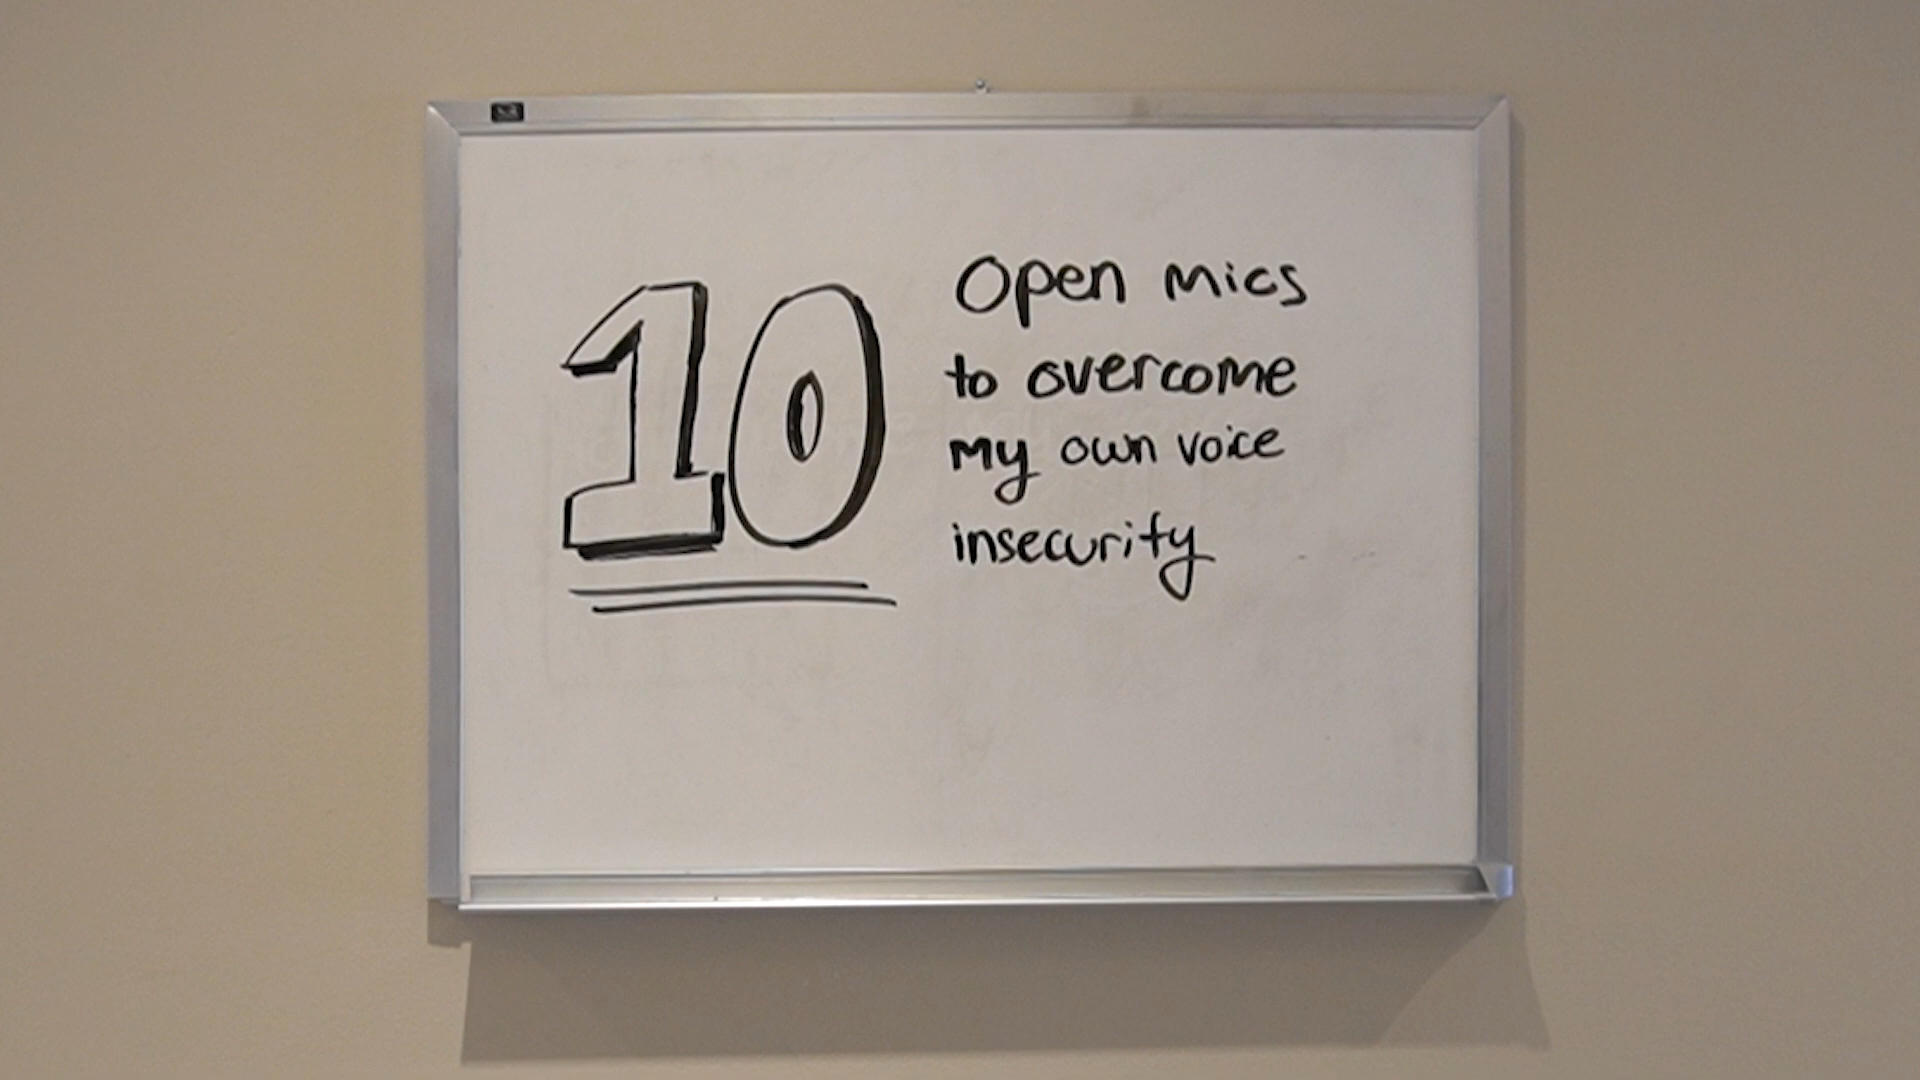 10
Open mics
to overcome
my own voice
insecurity